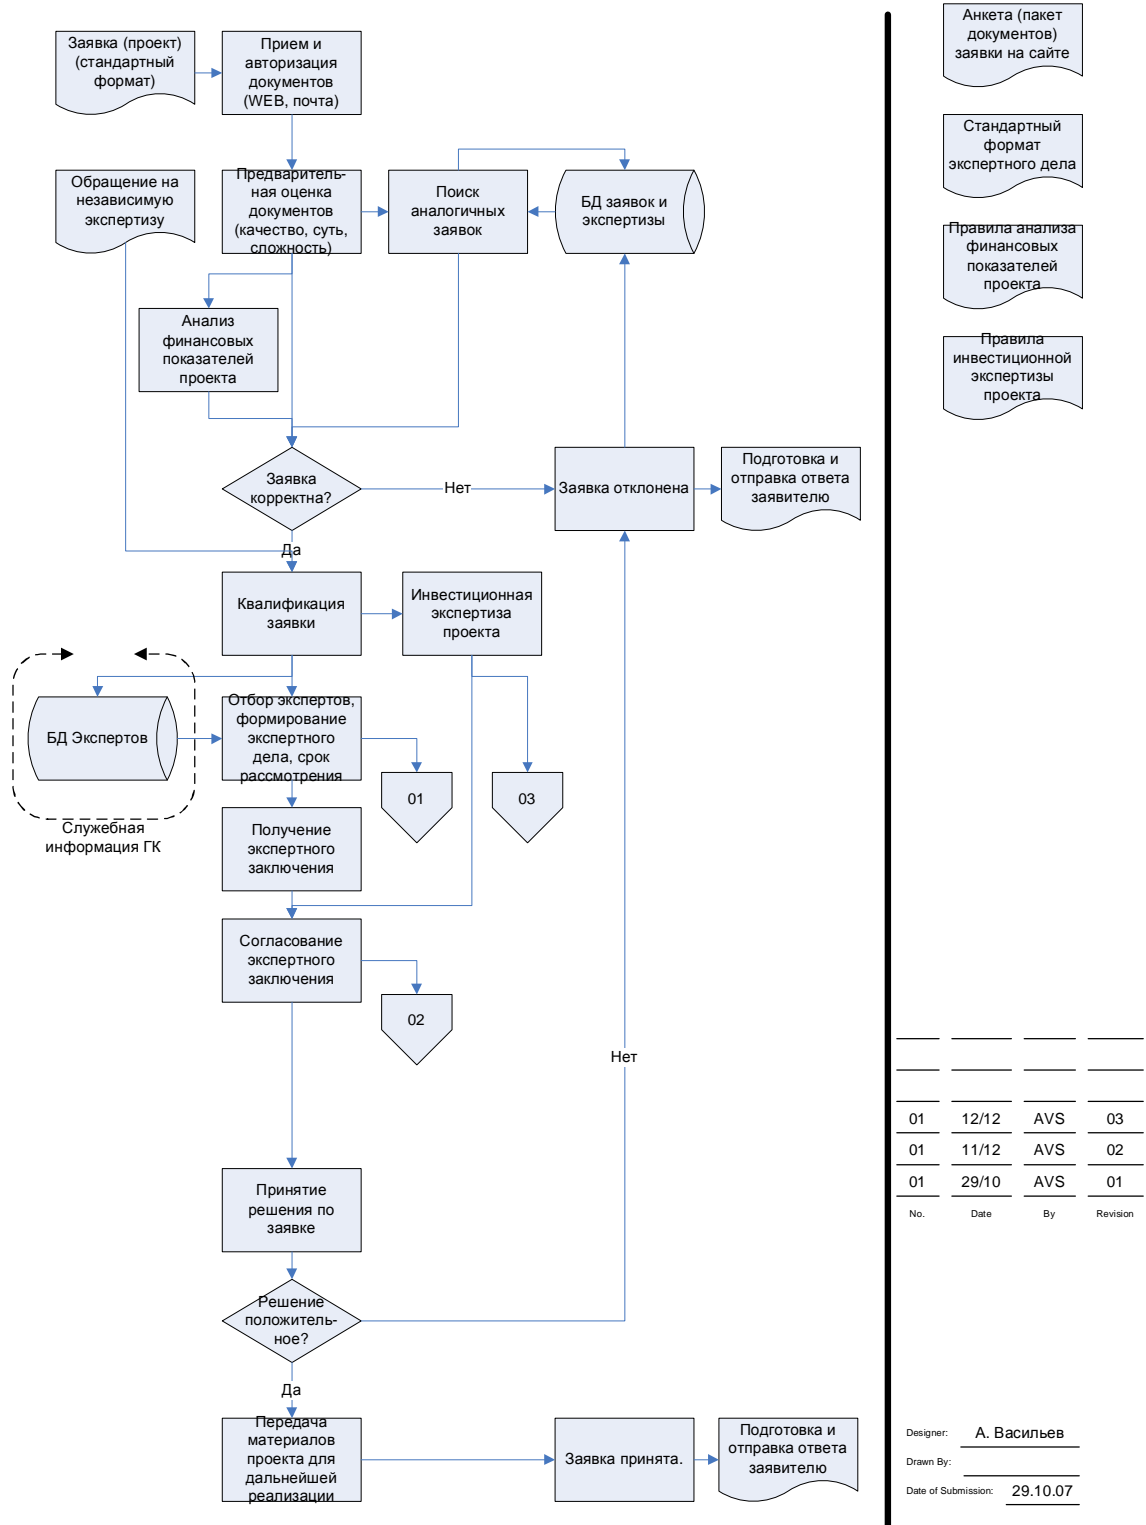 Заявка (проект)
(стандартный
формат)
Прием и
авторизация
документов
(WEB, почта)
Обращение на
независимую
экспертизу
Предваритель-
ная оценка
документов
(качество, суть,
сложность)
Поиск
аналогичных
заявок
БД заявок и
экспертизы
Анализ
финансовых
показателей
проекта
Заявка
корректна?
Нет
Заявка отклонена
Подготовка и
отправка ответа
заявителю
Да
Квалификация
заявки
Инвестиционная
экспертиза
проекта
БД Экспертов
Служебная
информация ГК
Отбор экспертов,
формирование
экспертного
дела, срок
рассмотрения
01
03
Получение
экспертного
заключения
Согласование
экспертного
заключения
02
Нет
Принятие
решения по
заявке
Решение
положитель-
ное?
Да
Передача
материалов
проекта для
дальнейшей
реализации
Заявка принята.
Подготовка и
отправка ответа
заявителю
Анкета (пакет
документов)
заявки на сайте
Стандартный
формат
экспертного дела
Правила анализа
финансовых
показателей
проекта
Правила
инвестиционной
экспертизы
проекта
01 12/12 AVS 03
01 11/12 AVS 02
01 29/10 AVS 01
No. Date By Revision
Designer: А. Васильев
Drawn By:
Date of Submission: 29.10.07